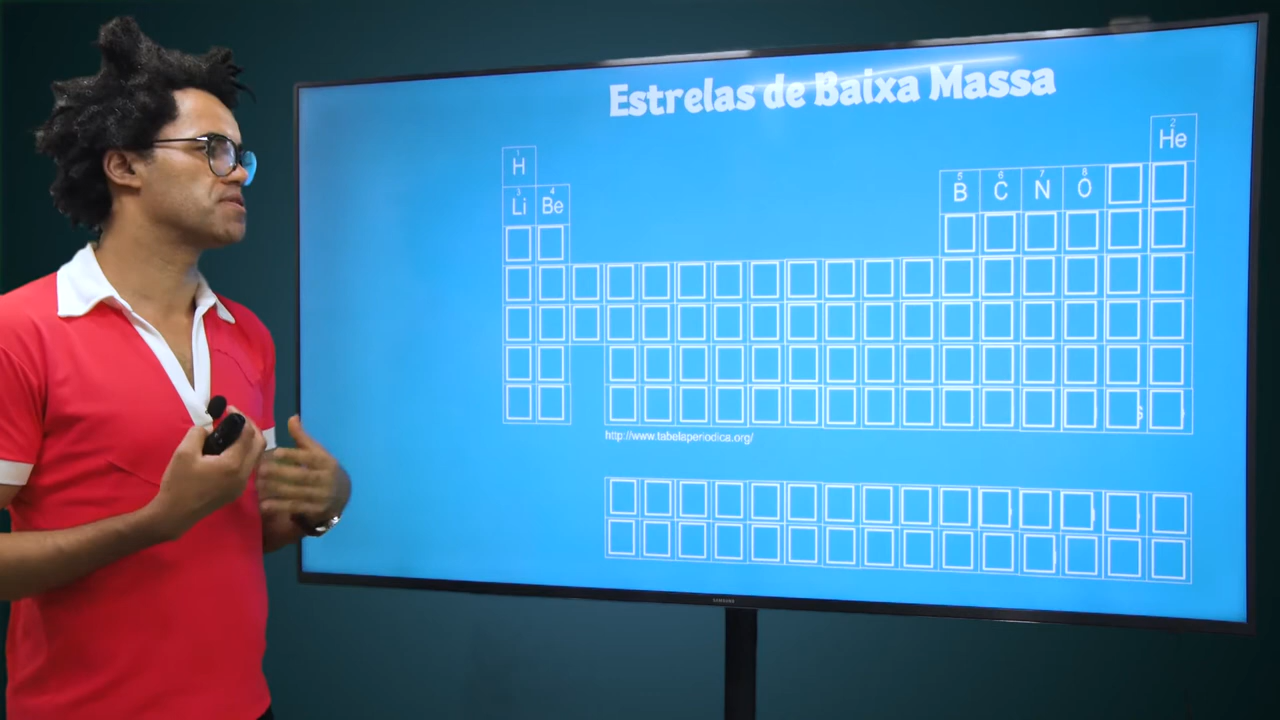 Estrelas de Baixa Massa
1
H
2
He
3
Li
4
Be
5
B
6
C
7
N
8
O
s
http://www.tabelaperiodica.org/
SAMSUNG